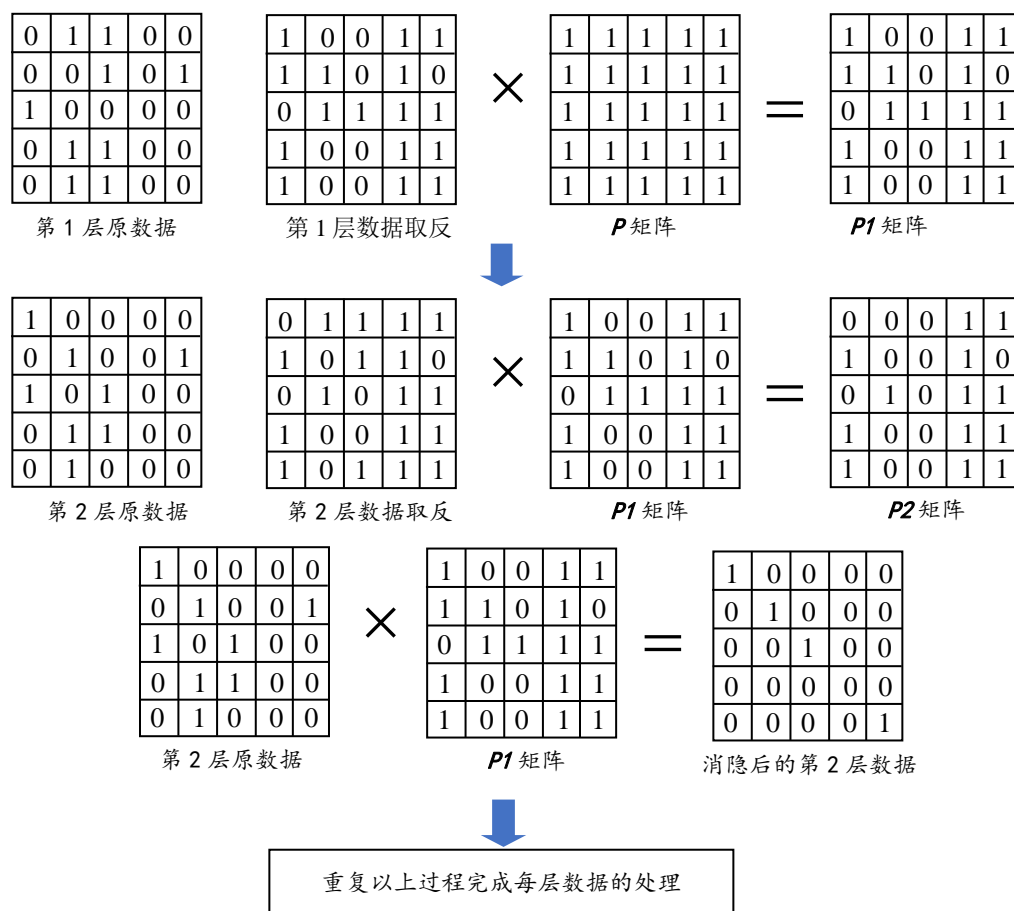 0 1 1 0 0 1 0 0 1 1 1 1 1 1 1 1 0 0 1 1
0 0 1 0 1 1 1 0 1 0 × 1 1 1 1 1 1 1 0 1 0
1 0 0 0 0 0 1 1 1 1 1 1 1 1 1 = 0 1 1 1 1
0 1 1 0 0 1 0 0 1 1 1 1 1 1 1 1 0 0 1 1
0 1 1 0 0 1 0 0 1 1 1 1 1 1 1 1 0 0 1 1
第 1 层原数据 第 1 层数据取反 P 矩阵 P1 矩阵
1 0 0 0 0 0 1 1 1 1 1 0 0 1 1 0 0 0 1 1
0 1 0 0 1 1 0 1 1 0 × 1 1 0 1 0 1 0 0 1 0
1 0 1 0 0 0 1 0 1 1 0 1 1 1 1 = 0 1 0 1 1
0 1 1 0 0 1 0 0 1 1 1 0 0 1 1 1 0 0 1 1
0 1 0 0 0 1 0 1 1 1 1 0 0 1 1 1 0 0 1 1
第 2 层原数据 第 2 层数据取反 P1 矩阵 P2 矩阵
1 0 0 0 0 1 0 0 1 1 1 0 0 0 0
0 1 0 0 1 × 1 1 0 1 0 0 1 0 0 0
1 0 1 0 0 0 1 1 1 1 = 0 0 1 0 0
0 1 1 0 0 1 0 0 1 1 0 0 0 0 0
0 1 0 0 0 1 0 0 1 1 0 0 0 0 1
第 2 层原数据 P1 矩阵 消隐后的第 2 层数据
重复以上过程完成每层数据的处理